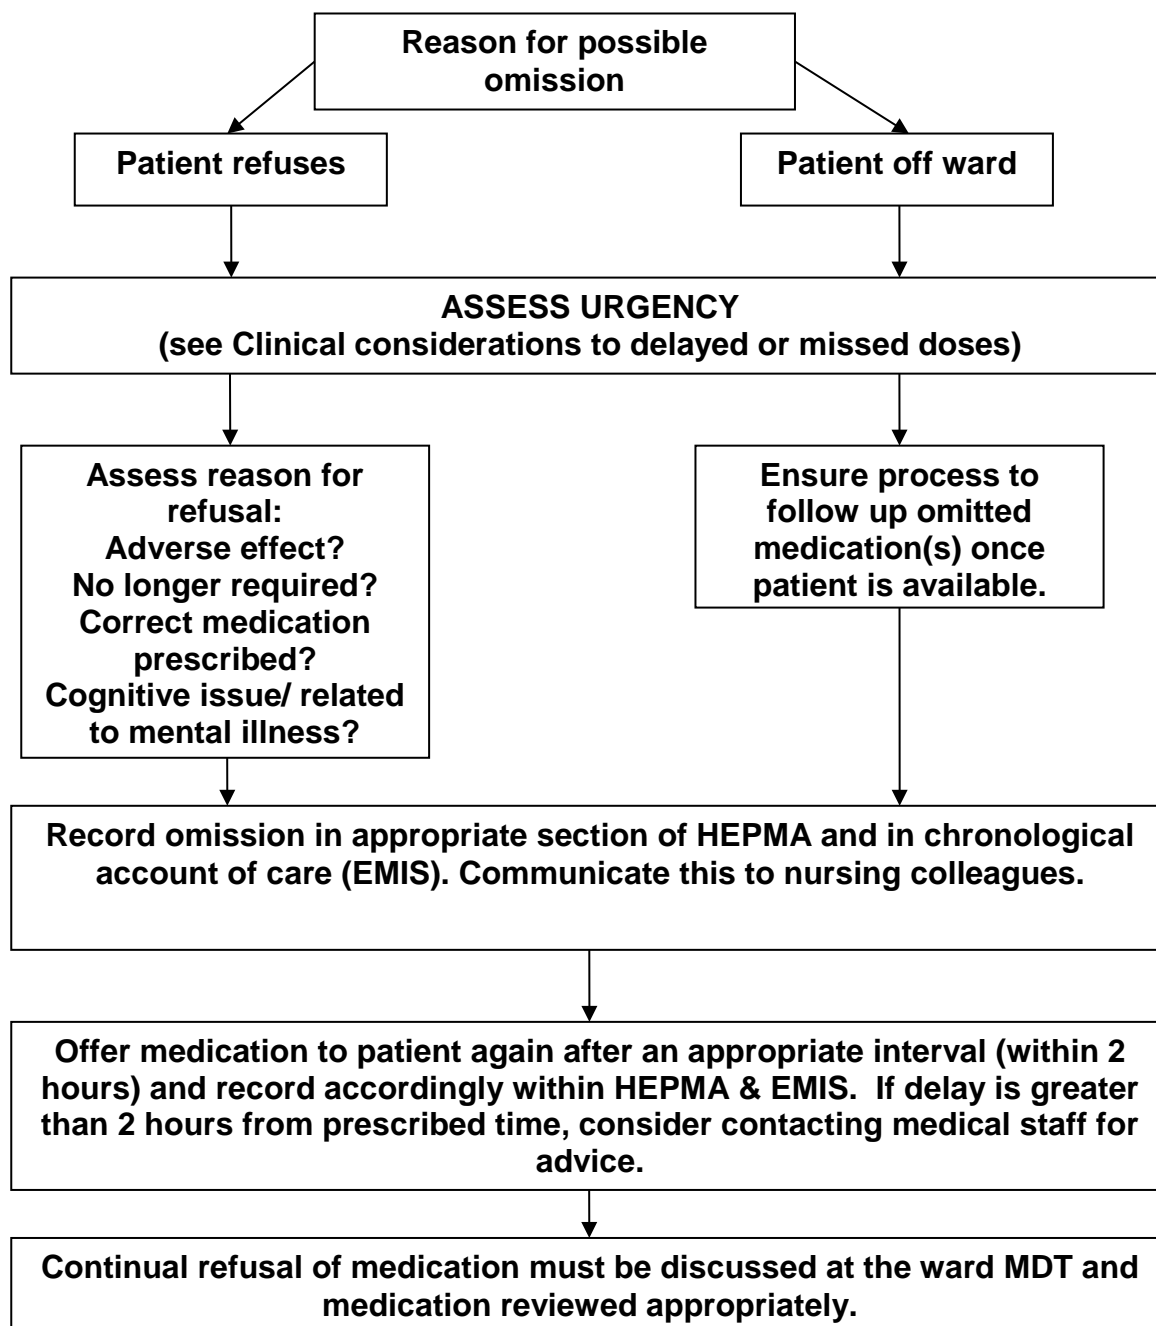 Reason for possible
omission
Patient refuses
Patient off ward
ASSESS URGENCY
(see Clinical considerations to delayed or missed doses)
Assess reason for
refusal:
Adverse effect?
No longer required?
Correct medication
prescribed?
Cognitive issue/ related
to mental illness?
Ensure process to
follow up omitted
medication(s) once
patient is available.
Record omission in appropriate section of HEPMA and in chronological
account of care (EMIS). Communicate this to nursing colleagues.
Offer medication to patient again after an appropriate interval (within 2
hours) and record accordingly within HEPMA & EMIS.  If delay is greater
than 2 hours from prescribed time, consider contacting medical staff for
advice.
Continual refusal of medication must be discussed at the ward MDT and
medication reviewed appropriately.